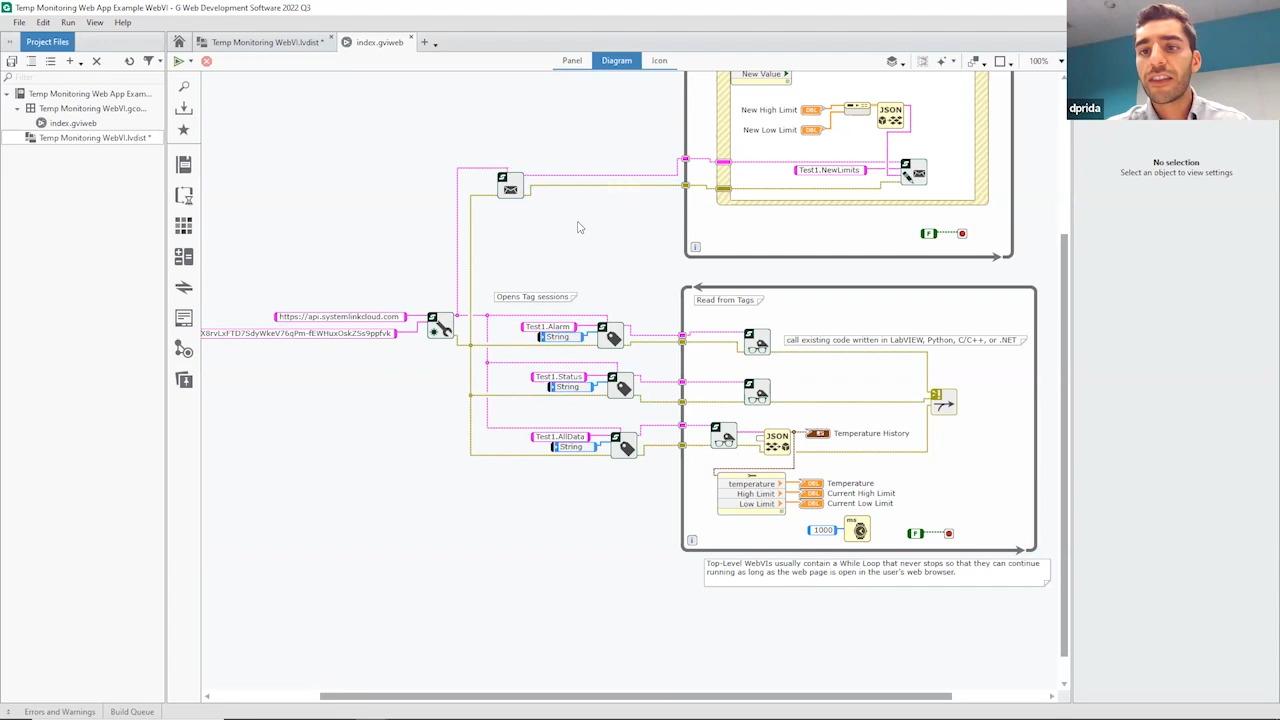 Temp Monitoring Web App Example WebVI - G Web Development Software 2022 Q3
File Edit Run View Help
Project Files
Temp Monitoring WebVI.lvdist *
index.gviweb
Panel Diagram Icon
100%
Filter
Temp Monitoring Web App Exam...
Temp Monitoring WebVI.gco...
index.gviweb
Temp Monitoring WebVI.lvdist *
dprida
No selection
Select an object to view settings
New Value
New High Limit
DBL
JSON
New Low Limit
DBL
Test1.NewLimits
F
i
Opens Tag sessions
Read from Tags
https://api.systemlinkcloud.com
Test1.Alarm
String
call existing code written in LabVIEW, Python, C/C++, or .NET
Test1.Status
String
Test1.AllData
String
JSON
Temperature History
temperature
DBL
Temperature
High Limit
DBL
Current High Limit
Low Limit
DBL
Current Low Limit
ms
1000
F
i
Top-Level WebVIs usually contain a While Loop that never stops so that they can continue
running as long as the web page is open in the user's web browser.
Errors and Warnings Build Queue